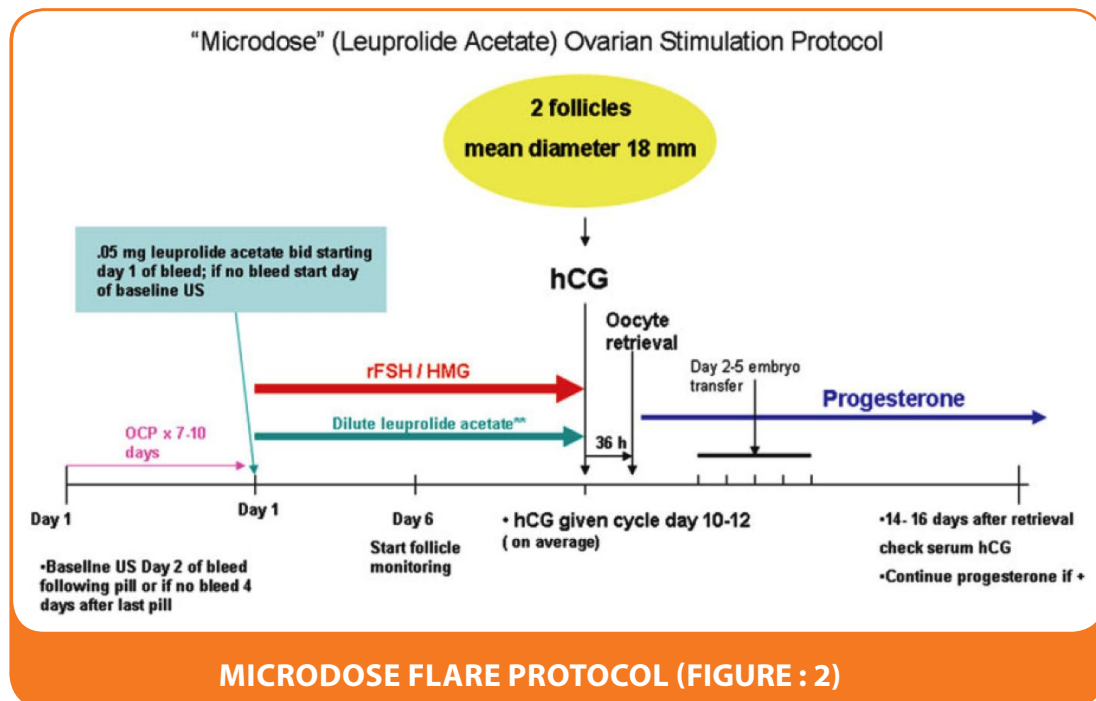 “Microdose” (Leuprolide Acetate) Ovarian Stimulation Protocol
2 follicles
mean diameter 18 mm
.05 mg leuprolide acetate bid starting
day 1 of bleed; if no bleed start day
of baseline US
hCG
Oocyte
retrieval
rFSH / HMG
Day 2-5 embryo
transfer
Progesterone
OCP x 7-10
days
Dilute leuprolide acetate**
36 h
Day 1
Day 1
Day 6
Start follicle
monitoring
• hCG given cycle day 10-12
( on average)
•14- 16 days after retrieval
check serum hCG
•Continue progesterone if +
•Baseline US Day 2 of bleed
following pill or if no bleed 4
days after last pill
MICRODOSE FLARE PROTOCOL (FIGURE : 2)